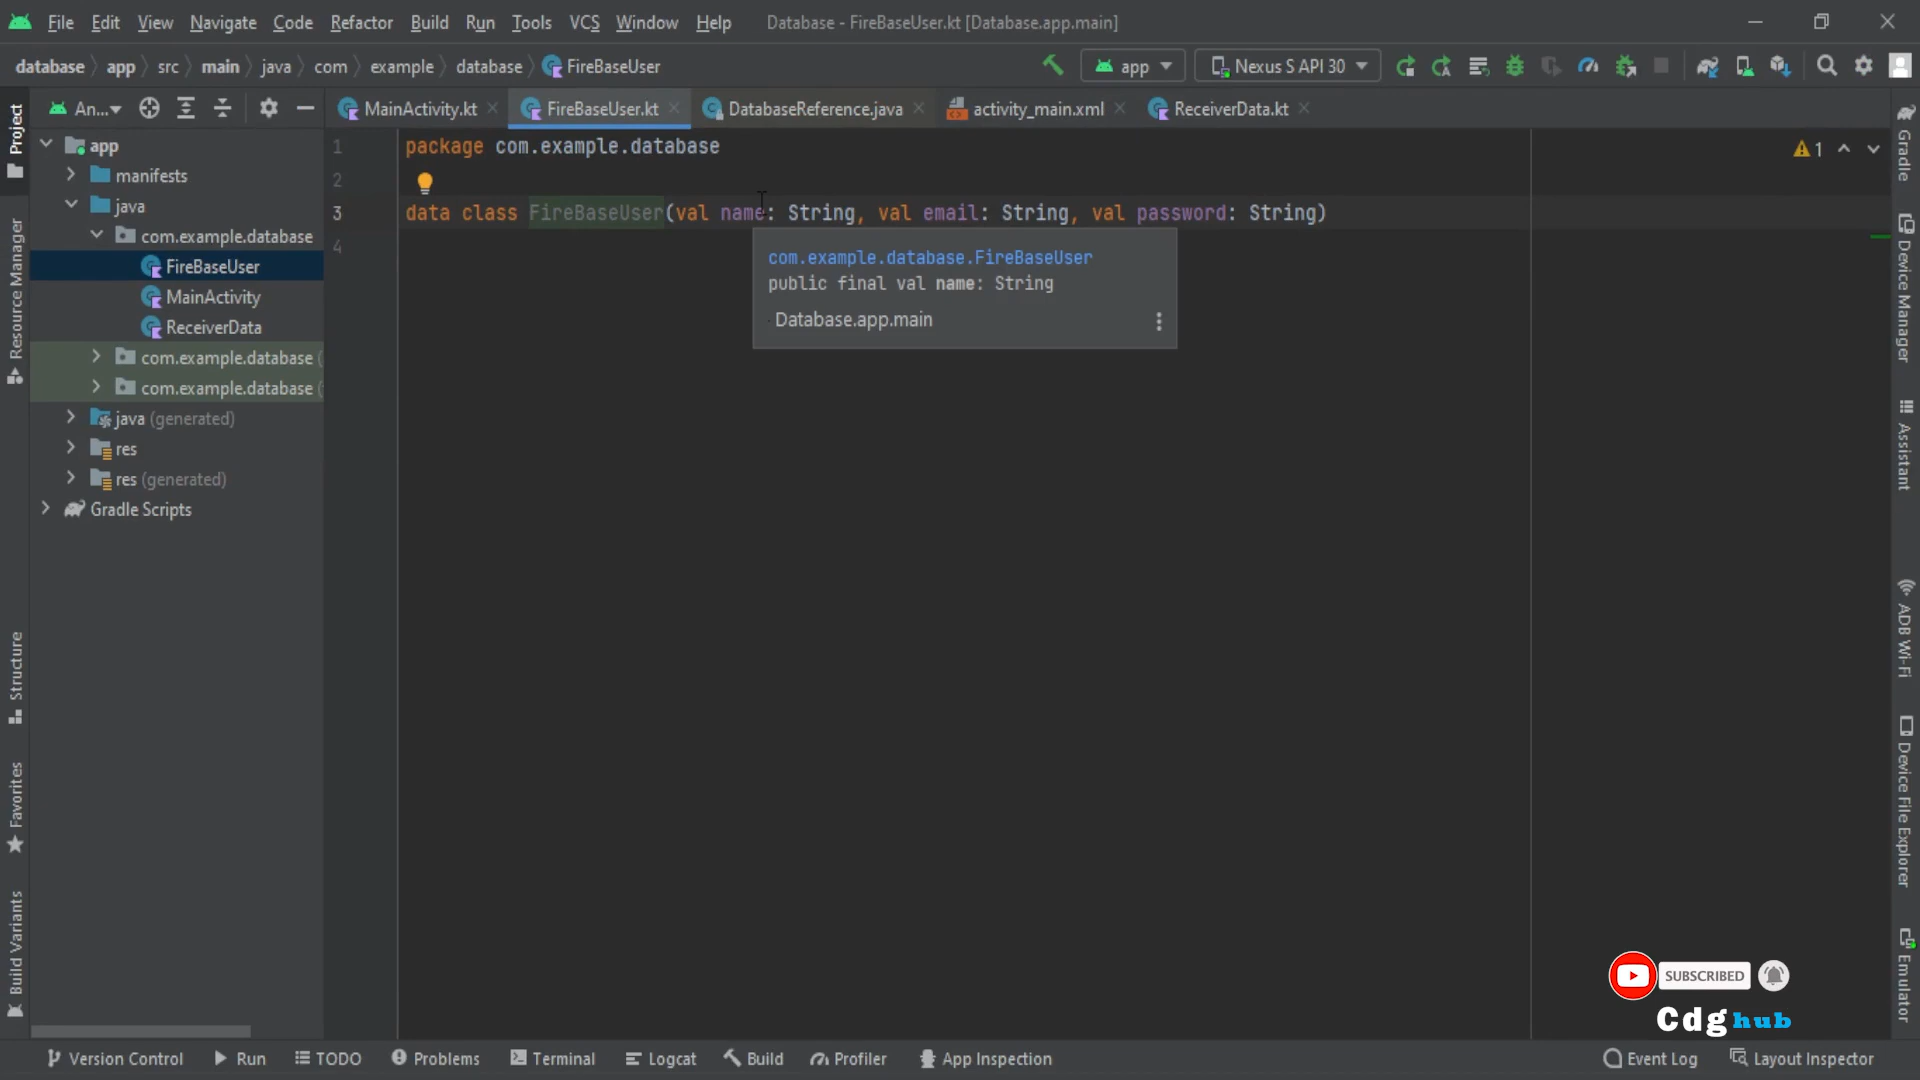 File Edit View Navigate Code Refactor Build Run Tools VCS Window Help Database - FireBaseUser.kt [Database.app.main]
database app src main java com example database FireBaseUser app Nexus S API 30
An... MainActivity.kt FireBaseUser.kt DatabaseReference.java activity_main.xml ReceiverData.kt
Project
Resource Manager
Structure
Favorites
Build Variants
app
manifests
java
com.example.database
FireBaseUser
MainActivity
ReceiverData
com.example.database (
com.example.database (
java (generated)
res
res (generated)
Gradle Scripts
1 package com.example.database
2
3 data class FireBaseUser(val name: String, val email: String, val password: String)
4
1
com.example.database.FireBaseUser
public final val name: String
Database.app.main
Gradle
Device Manager
Assistant
ADB Wi-Fi
Device File Explorer
Emulator
SUBSCRIBED
Cdg hub
Version Control Run TODO Problems Terminal Logcat Build Profiler App Inspection Event Log Layout Inspector